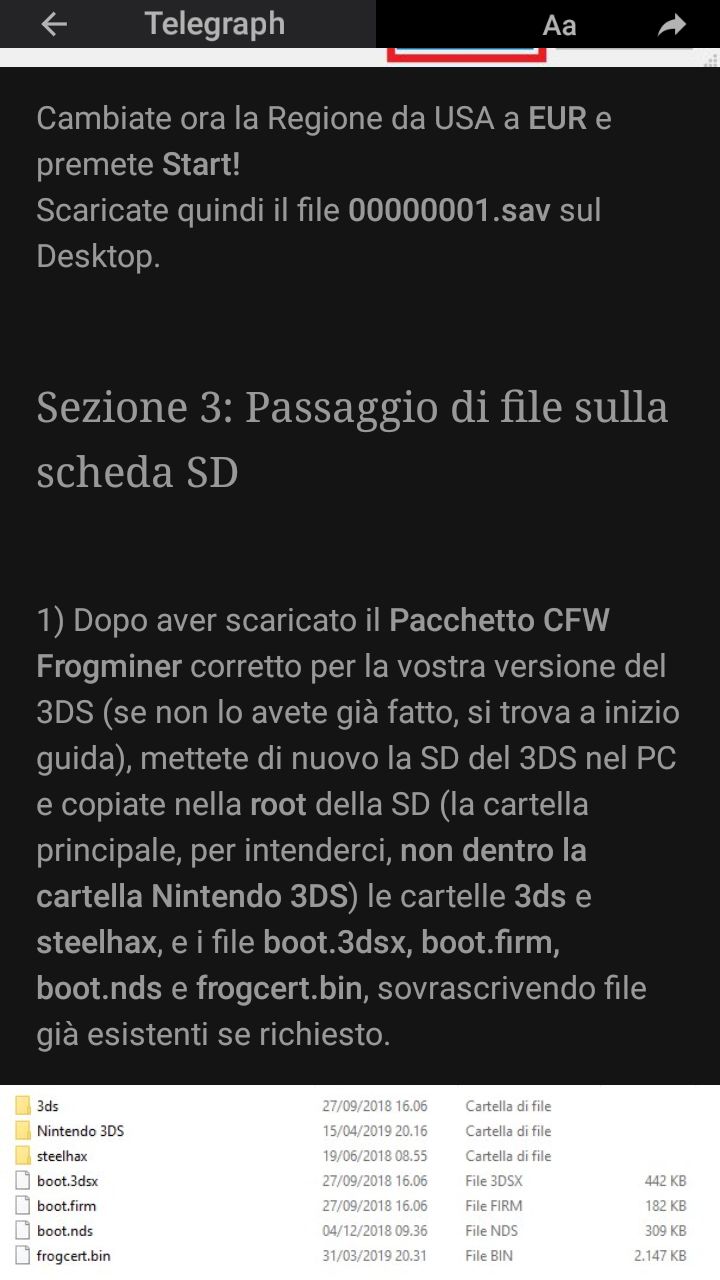 Telegraph
Aa
Cambiate ora la Regione da USA a EUR e
premete Start!
Scaricate quindi il file 00000001.sav sul
Desktop.
Sezione 3: Passaggio di file sulla
scheda SD
1) Dopo aver scaricato il Pacchetto CFW
Frogminer corretto per la vostra versione del
3DS (se non lo avete già fatto, si trova a inizio
guida), mettete di nuovo la SD del 3DS nel PC
e copiate nella root della SD (la cartella
principale, per intenderci, non dentro la
cartella Nintendo 3DS) le cartelle 3ds e
steelhax, e i file boot.3dsx, boot.firm,
boot.nds e frogcert.bin, sovrascrivendo file
già esistenti se richiesto.
3ds 27/09/2018 16.06 Cartella di file
Nintendo 3DS 15/04/2019 20.16 Cartella di file
steelhax 19/06/2018 08.55 Cartella di file
boot.3dsx 27/09/2018 16.06 File 3DSX 442 KB
boot.firm 27/09/2018 16.06 File FIRM 182 KB
boot.nds 04/12/2018 09.36 File NDS 309 KB
frogcert.bin 31/03/2019 20.31 File BIN 2.147 KB